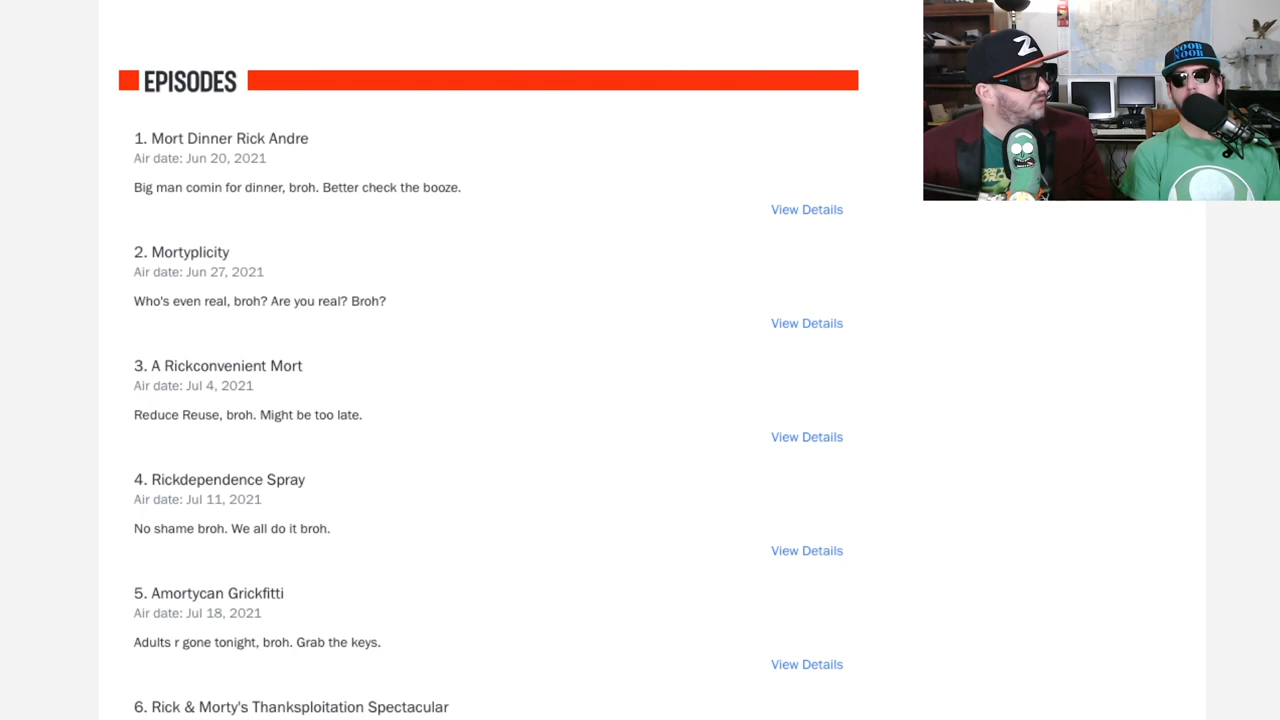 EPISODES
1. Mort Dinner Rick Andre
Air date: Jun 20, 2021
Big man comin for dinner, broh. Better check the booze.
View Details
2. Mortyplicity
Air date: Jun 27, 2021
Who's even real, broh? Are you real? Broh?
View Details
3. A Rickconvenient Mort
Air date: Jul 4, 2021
Reduce Reuse, broh. Might be too late.
View Details
4. Rickdependence Spray
Air date: Jul 11, 2021
No shame broh. We all do it broh.
View Details
5. Amortycan Grickfitti
Air date: Jul 18, 2021
Adults r gone tonight, broh. Grab the keys.
View Details
6. Rick & Morty's Thanksploitation Spectacular
Z
NOOB
NOOB